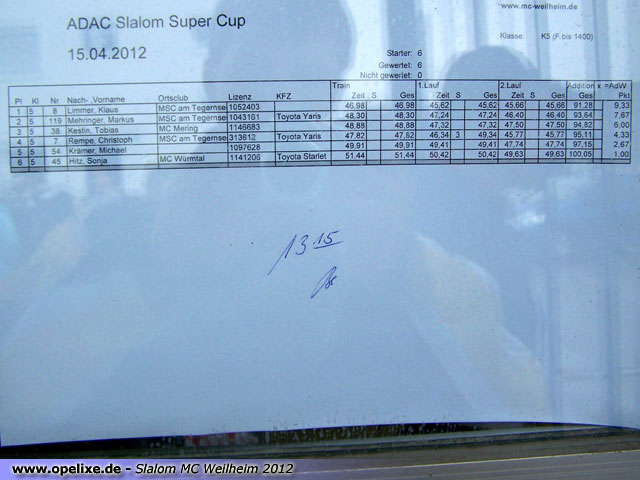 www.mc-weilheim.de
ADAC Slalom Super Cup
15.04.2012
Klasse: K5 (F.bis 1400)
Starter: 6
Gewertet: 6
Nicht gewertet: 0
Train 1.Lauf 2.Lauf Addition x =AdW
Pl Kl Nr Nach- ,Vorname Ortsclub Lizenz KFZ Zeit S Ges Zeit S Ges Zeit S Ges Ges Pkt
1 5 8 Limmer, Klaus MSC am Tegernse 1052403 46,98 46,98 45,62 45,62 45,66 45,66 91,28 9,33
2 5 119 Mehringer, Markus MSC am Tegernse 1043161 Toyota Yaris 48,30 48,30 47,24 47,24 46,40 46,40 93,64 7,67
3 5 38 Kestin, Tobias MC Mering 1146683 48,88 48,88 47,32 47,32 47,50 47,50 94,82 6,00
4 5 7 Rempe, Christoph MSC am Tegernse 313612 Toyota Yaris 47,82 47,82 46,34 3 49,34 45,77 45,77 95,11 4,33
5 5 54 Krämer, Michael 1097628 49,91 49,91 49,41 49,41 47,74 47,74 97,15 2,67
6 5 45 Hitz, Sonja MC Würmtal 1141206 Toyota Starlet 51,44 51,44 50,42 50,42 49,63 49,63 100,05 1,00
13 15
www.opelixe.de - Slalom MC Weilheim 2012